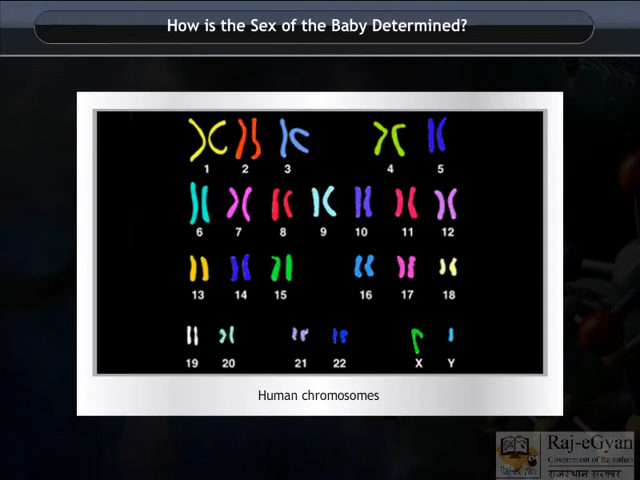 How is the Sex of the Baby Determined?
1 2 3 4 5
6 7 8 9 10 11 12
13 14 15 16 17 18
19 20 21 22 X Y
Human chromosomes
Raj-eGyan
Government of Rajasthan
राजस्थान सरकार
Raj-eGyan